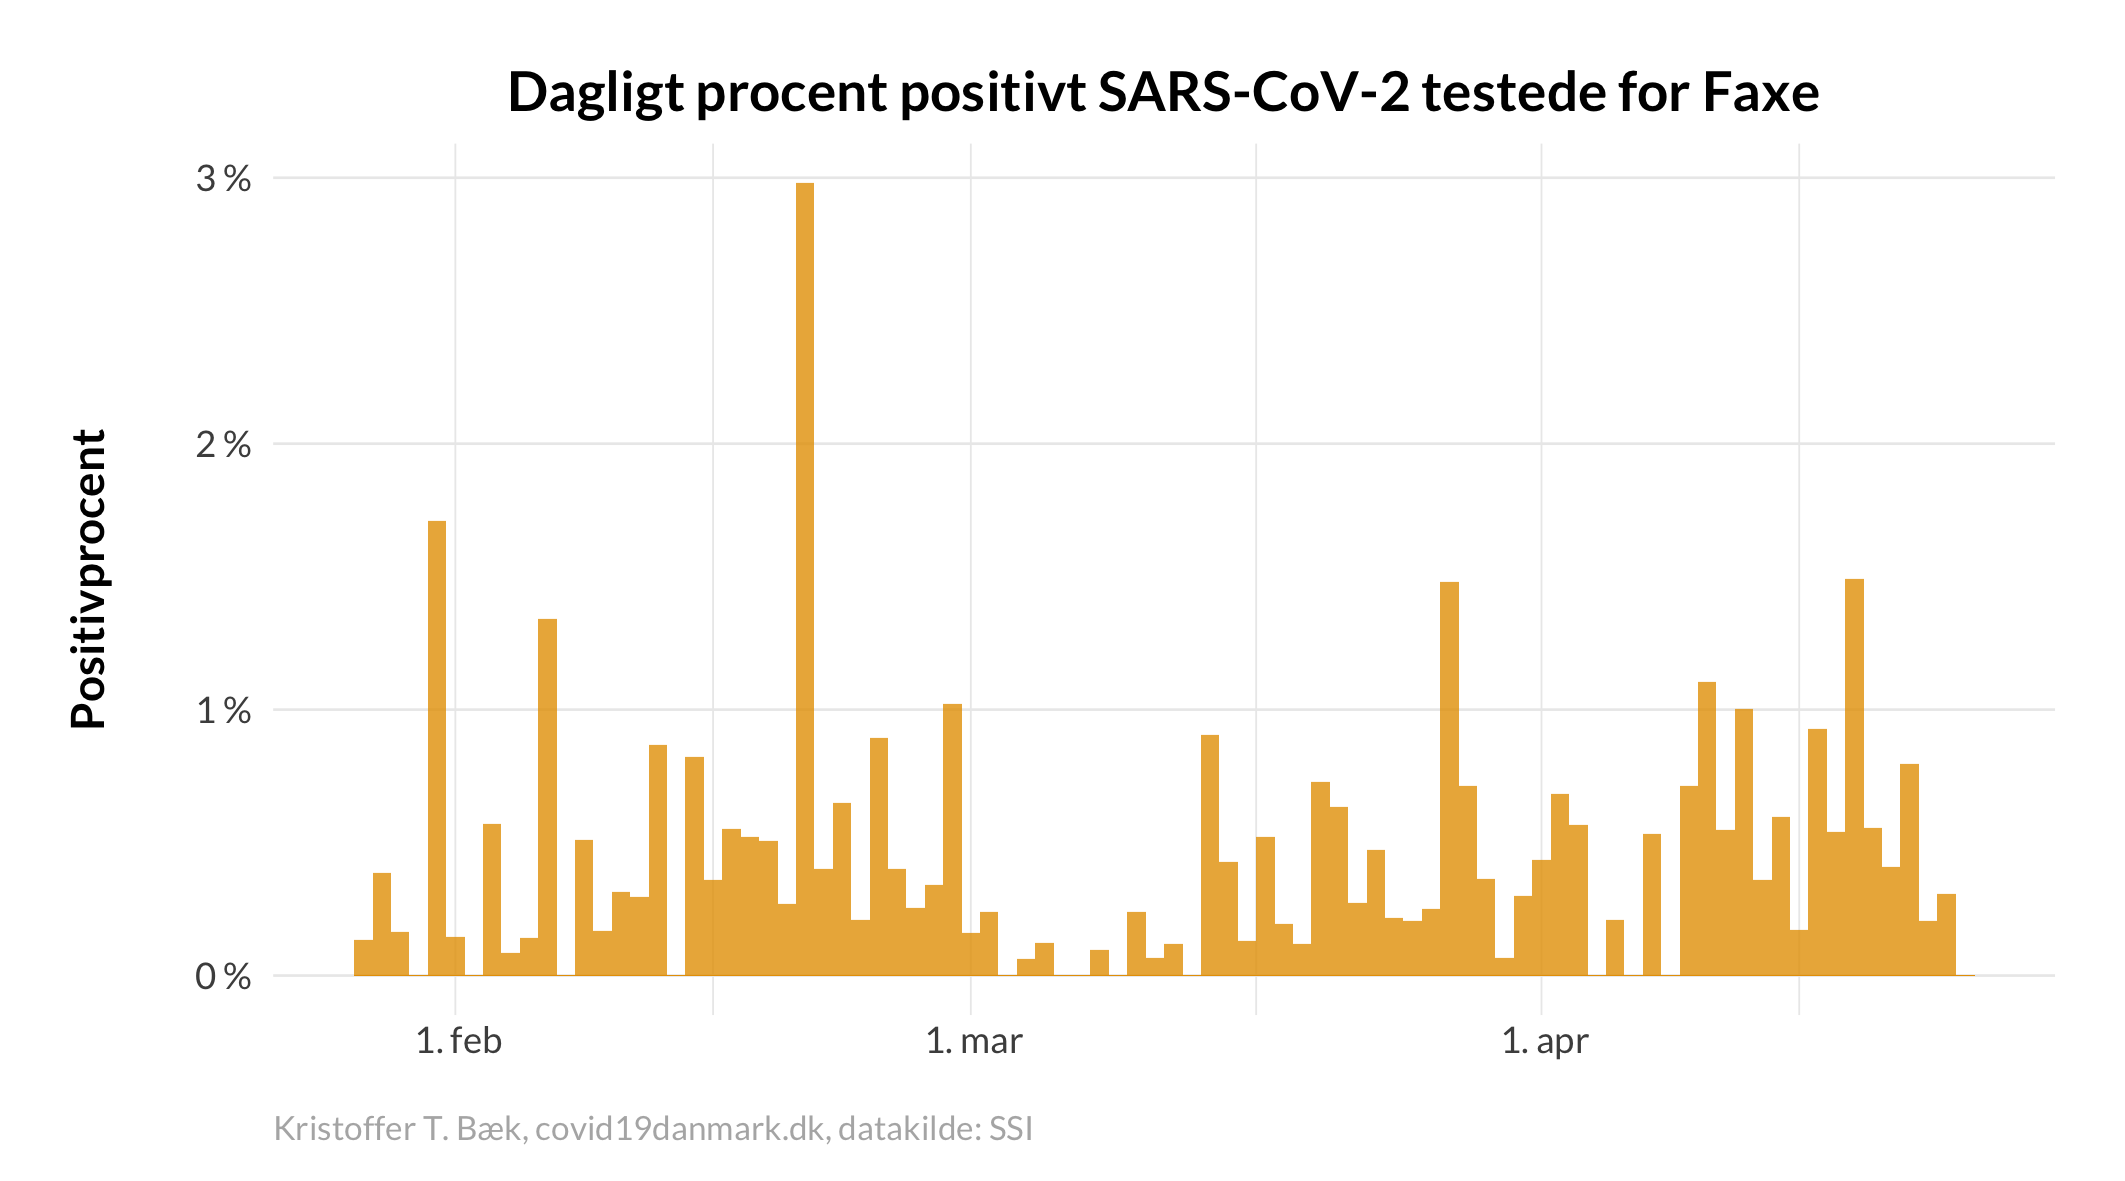 Dagligt procent positivt SARS-CoV-2 testede for Faxe
Positivprocent
3 %
2 %
1 %
0 %
1. feb
1. mar
1. apr
Kristoffer T. Bæk, covid19danmark.dk, datakilde: SSI